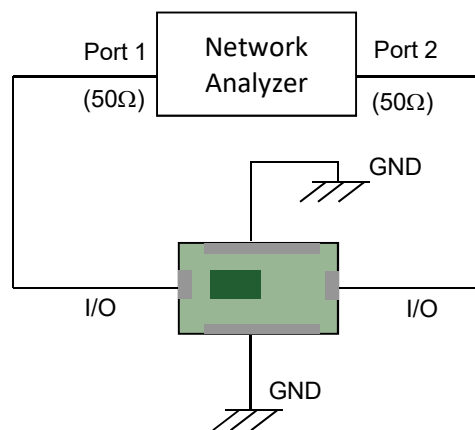 Port 1
Network
Analyzer
Port 2
(50Ω)
(50Ω)
GND
I/O
I/O
GND